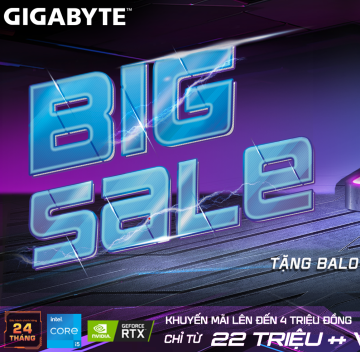 GIGABYTE™
BIG
SALE
TẶNG BALO
24
THÁNG
intel
CORE
i5
NVIDIA
GEFORCE
RTX
KHUYẾN MÃI LÊN ĐẾN 4 TRIỆU ĐỒNG
CHỈ TỪ 22 TRIỆU ++